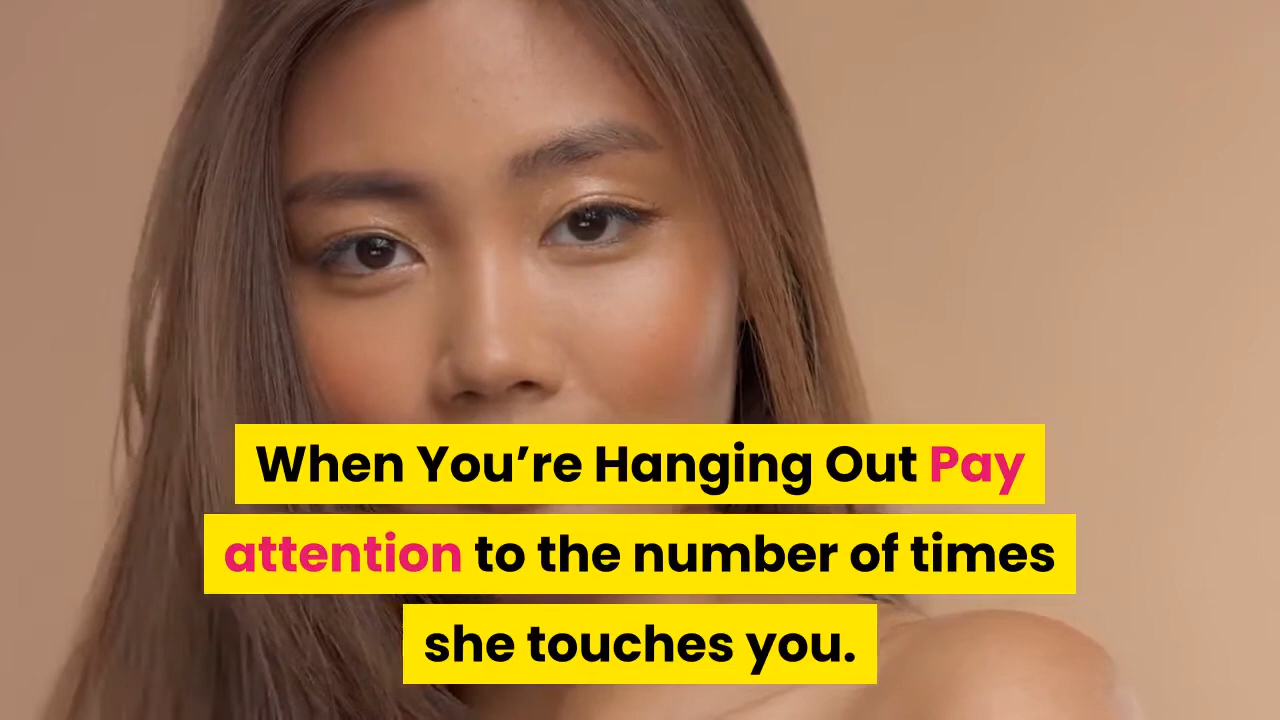 When You’re Hanging Out Pay
attention to the number of times
she touches you.